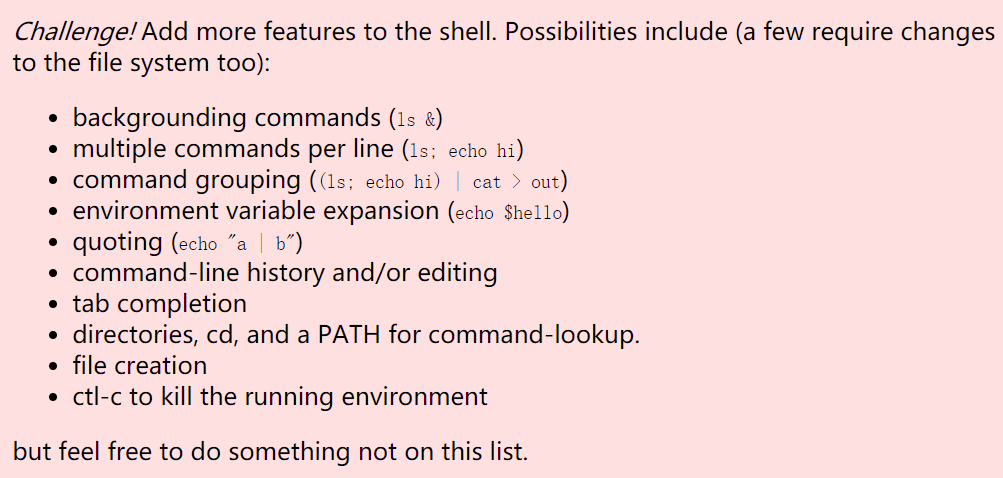 Challenge! Add more features to the shell. Possibilities include (a few require changes
to the file system too):
• backgrounding commands (ls &)
• multiple commands per line (ls; echo hi)
• command grouping ((ls; echo hi) | cat > out)
• environment variable expansion (echo $hello)
• quoting (echo "a | b")
• command-line history and/or editing
• tab completion
• directories, cd, and a PATH for command-lookup.
• file creation
• ctl-c to kill the running environment
but feel free to do something not on this list.